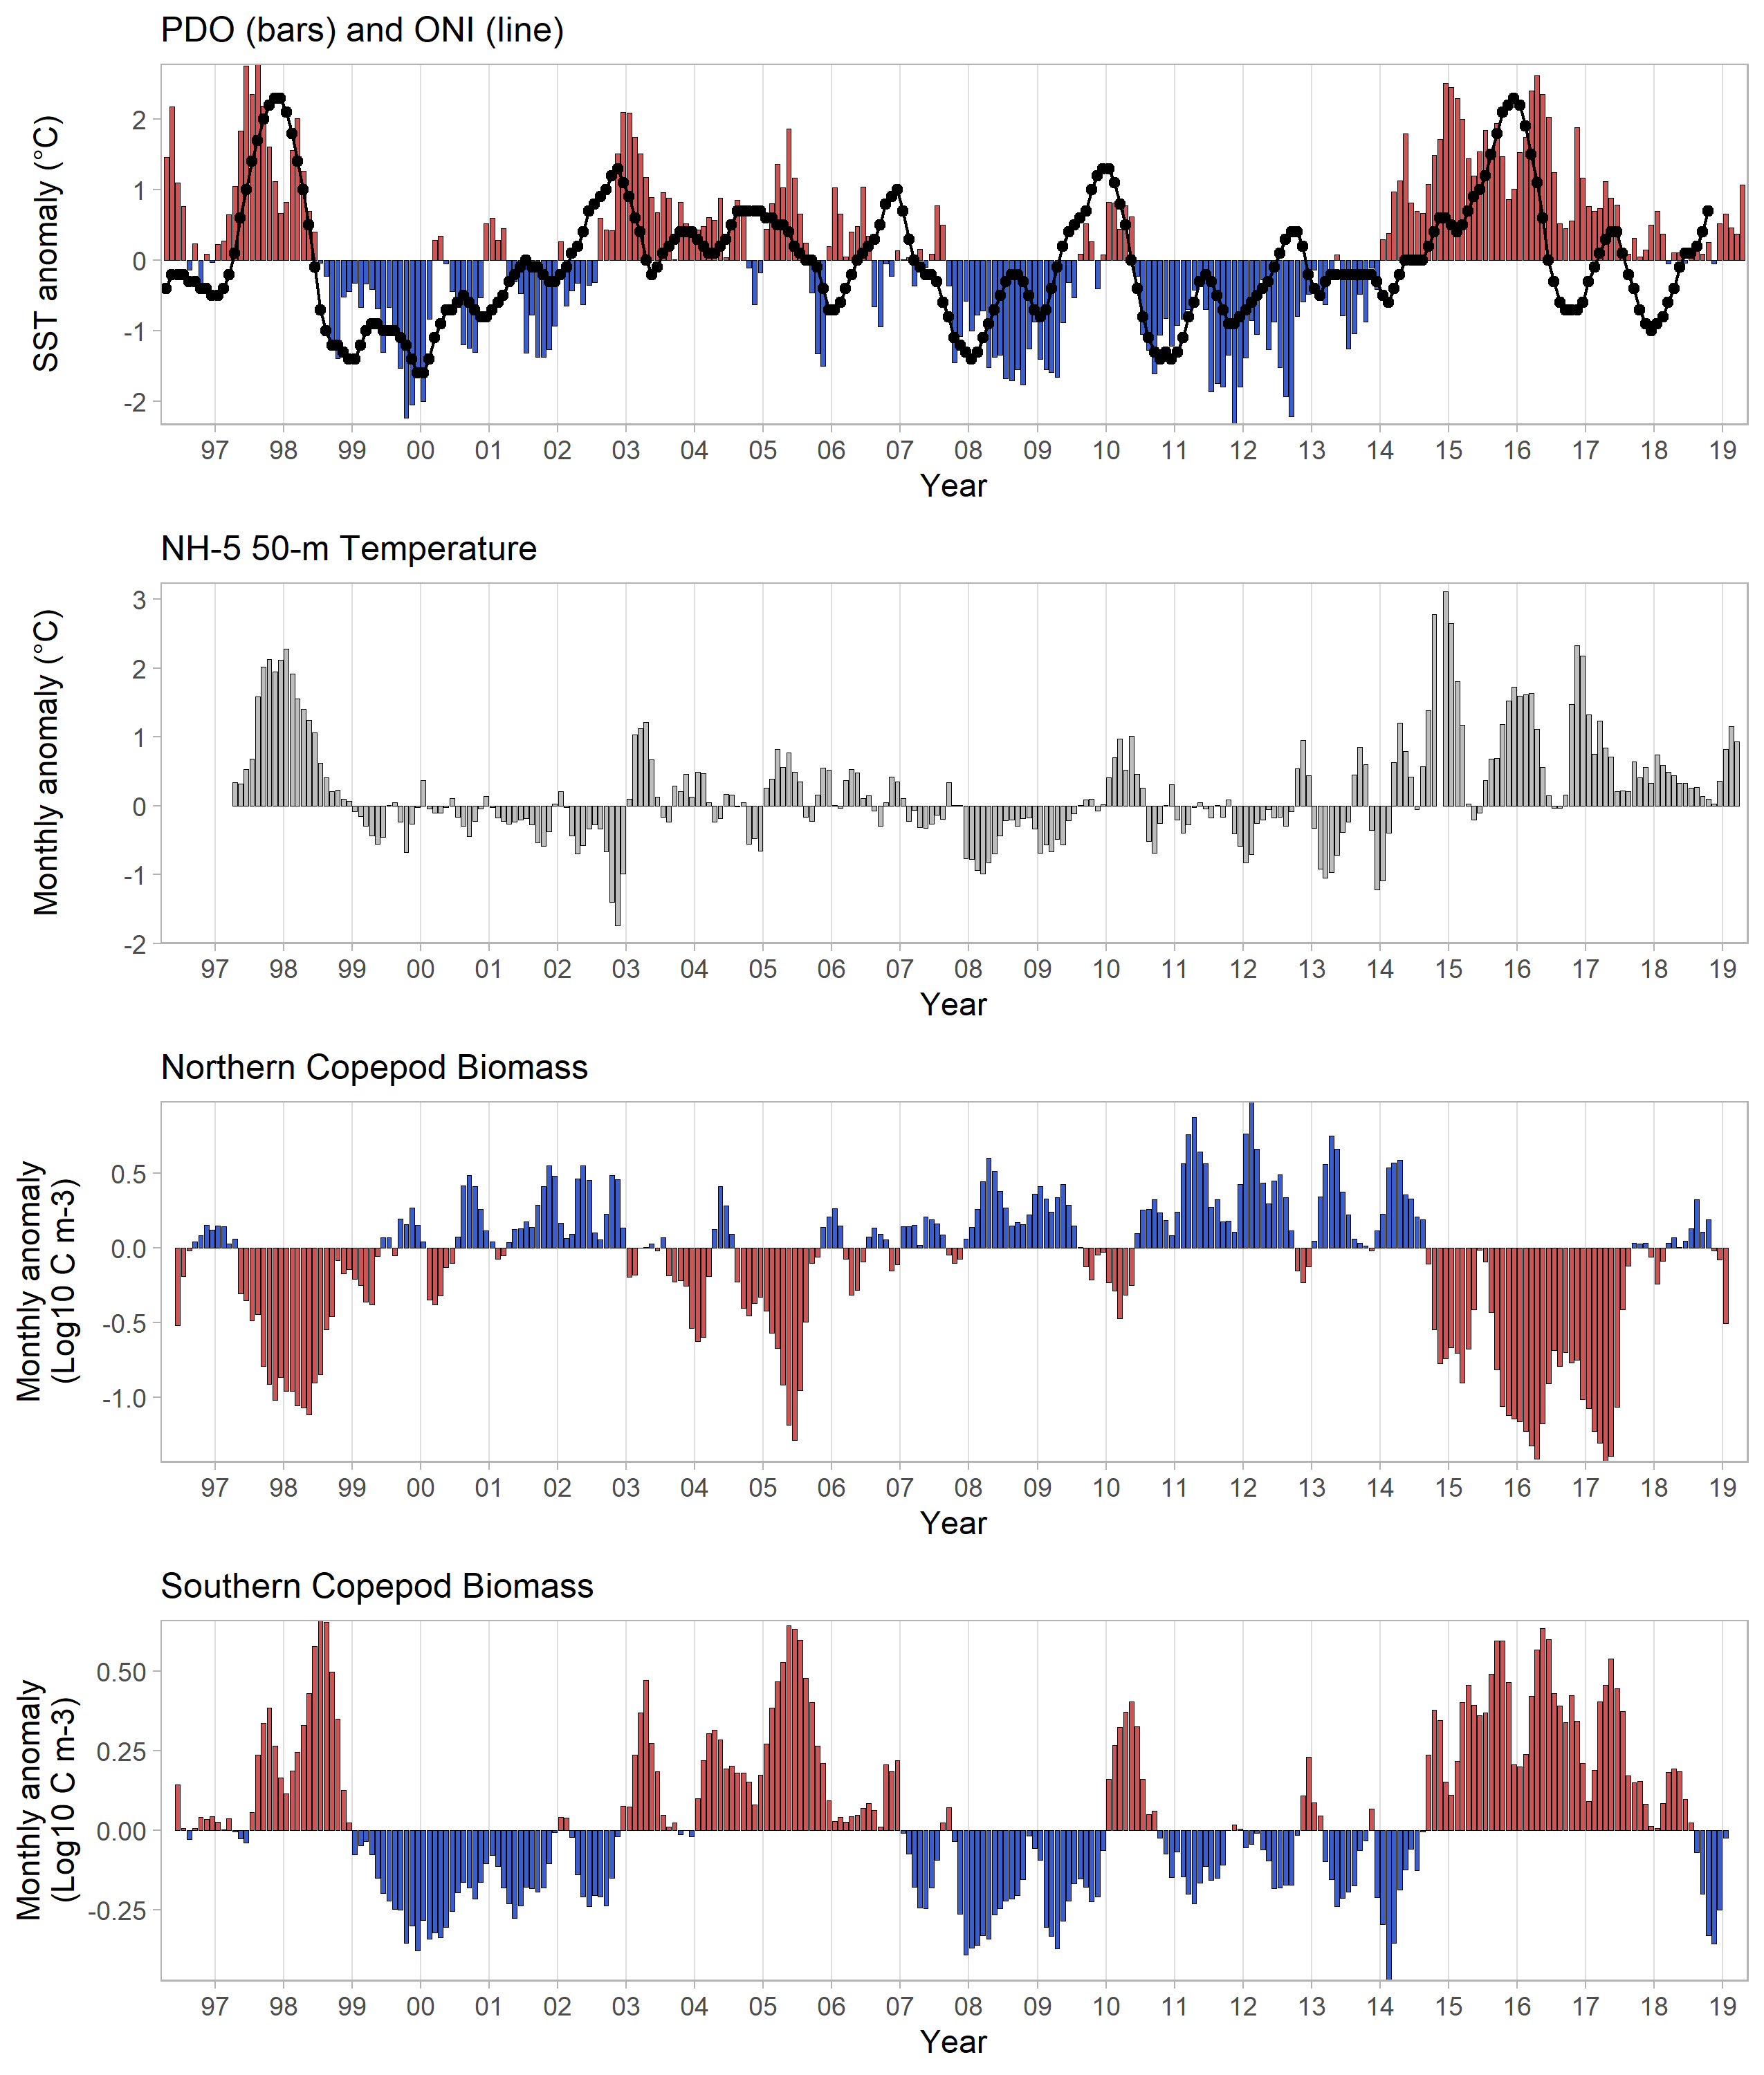 PDO (bars) and ONI (line)
SST anomaly (°C)
2
1
0
-1
-2
97 98 99 00 01 02 03 04 05 06 07 08 09 10 11 12 13 14 15 16 17 18 19
Year
NH-5 50-m Temperature
Monthly anomaly (°C)
3
2
1
0
-1
-2
97 98 99 00 01 02 03 04 05 06 07 08 09 10 11 12 13 14 15 16 17 18 19
Year
Northern Copepod Biomass
Monthly anomaly
(Log10 C m-3)
0.5
0.0
-0.5
-1.0
97 98 99 00 01 02 03 04 05 06 07 08 09 10 11 12 13 14 15 16 17 18 19
Year
Southern Copepod Biomass
Monthly anomaly
(Log10 C m-3)
0.50
0.25
0.00
-0.25
97 98 99 00 01 02 03 04 05 06 07 08 09 10 11 12 13 14 15 16 17 18 19
Year